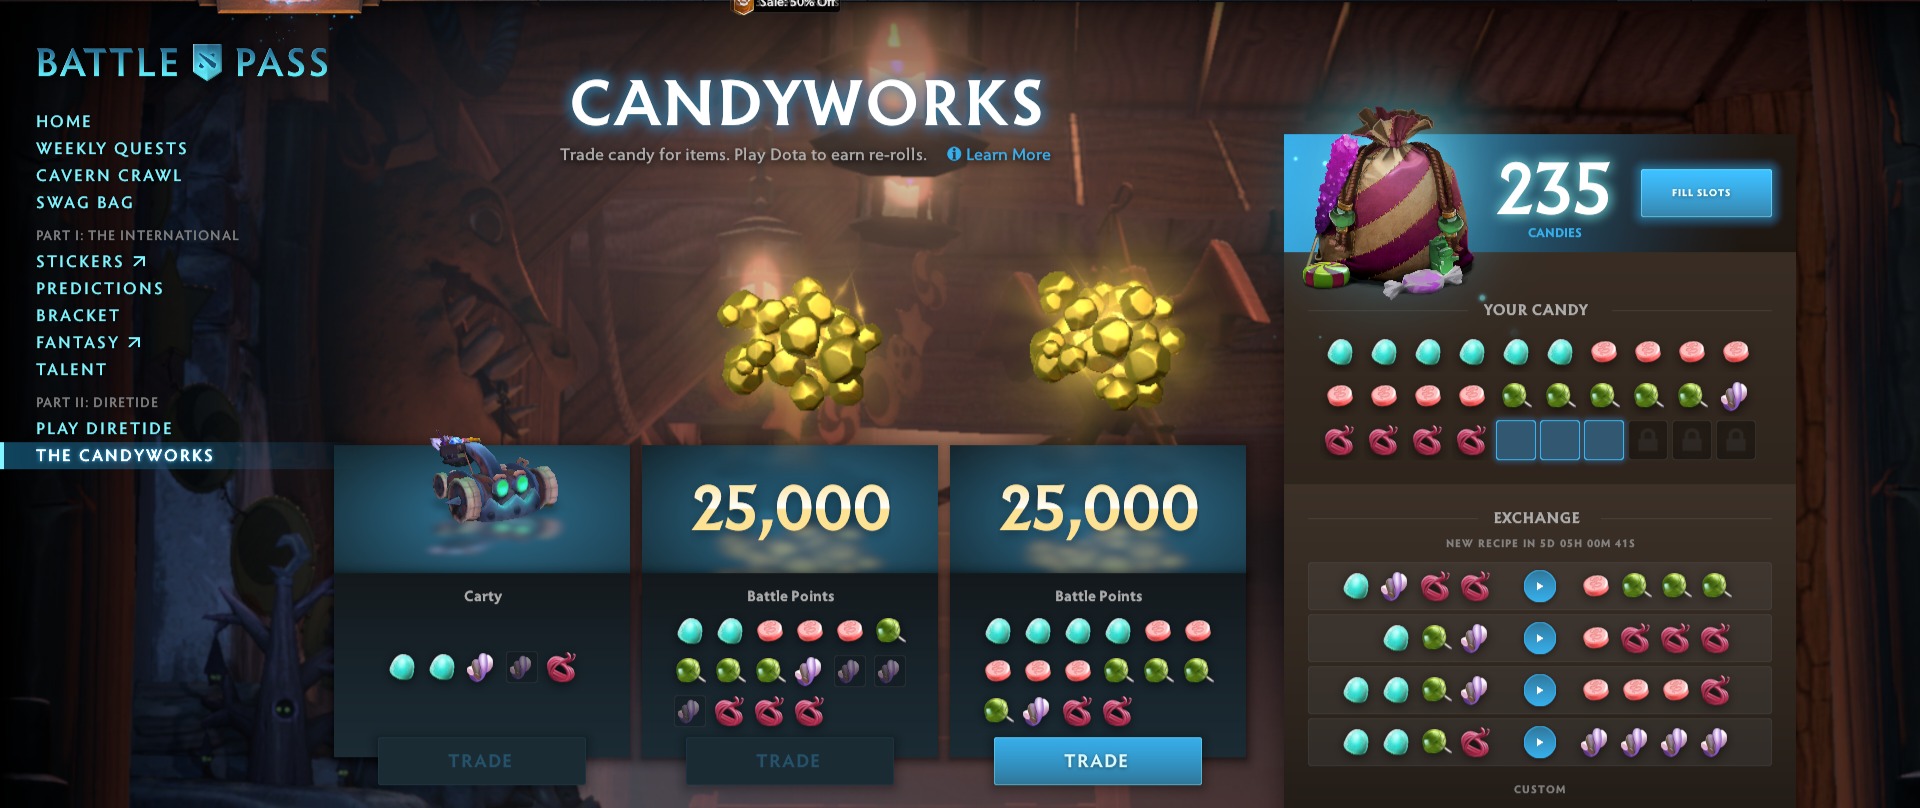 Sale: 50% Off
BATTLE PASS
HOME
WEEKLY QUESTS
CAVERN CRAWL
SWAG BAG
PART I: THE INTERNATIONAL
STICKERS
PREDICTIONS
BRACKET
FANTASY
TALENT
PART II: DIRETIDE
PLAY DIRETIDE
THE CANDYWORKS
CANDYWORKS
Trade candy for items. Play Dota to earn re-rolls. Learn More
Carty
TRADE
25,000
Battle Points
TRADE
25,000
Battle Points
TRADE
235
CANDIES
FILL SLOTS
YOUR CANDY
EXCHANGE
NEW RECIPE IN 5D 05H 00M 41S
CUSTOM